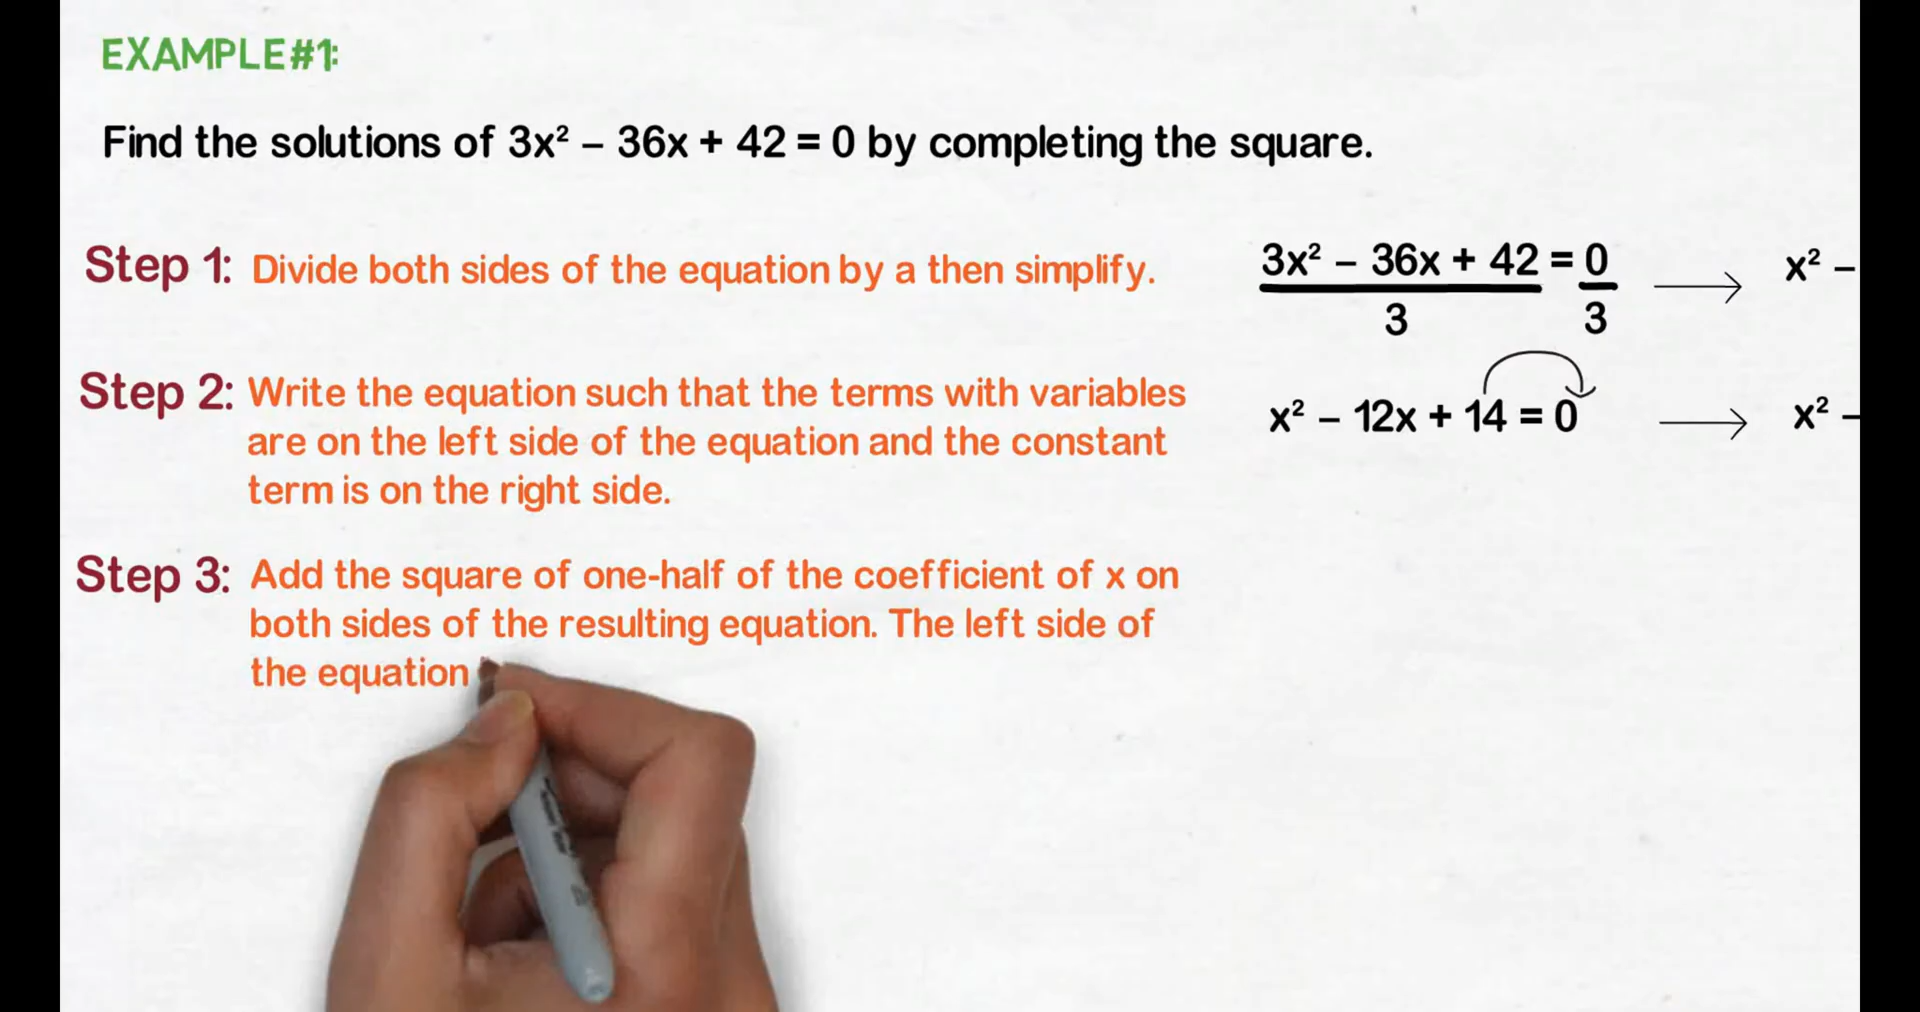 EXAMPLE#1:
Find the solutions of 3x² – 36x + 42 = 0 by completing the square.
Step 1: Divide both sides of the equation by a then simplify.
3x² – 36x + 42 = 0
3 3
x² –
Step 2: Write the equation such that the terms with variables
are on the left side of the equation and the constant
term is on the right side.
x² – 12x + 14 = 0
x² –
Step 3: Add the square of one-half of the coefficient of x on
both sides of the resulting equation. The left side of
the equation